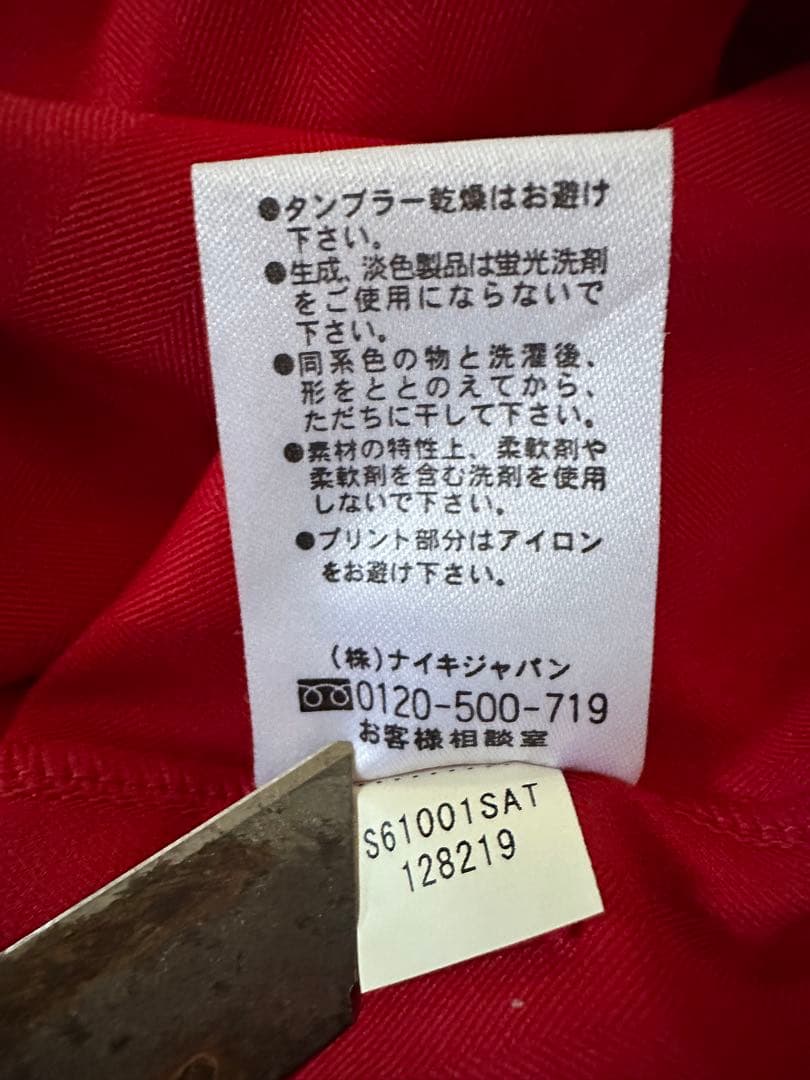 ●タンブラー乾燥はお避け
下さい。
●生成、淡色製品は蛍光洗剤
をご使用にならないで
下さい。
●同系色の物と洗濯後、
形をととのえてから、
ただちに干して下さい。
●素材の特性上、柔軟剤や
柔軟剤を含む洗剤を使用
しないで下さい。
●プリント部分はアイロン
をお避け下さい。
(株)ナイキジャパン
0120-500-719
お客様相談室
S61001SAT
128219